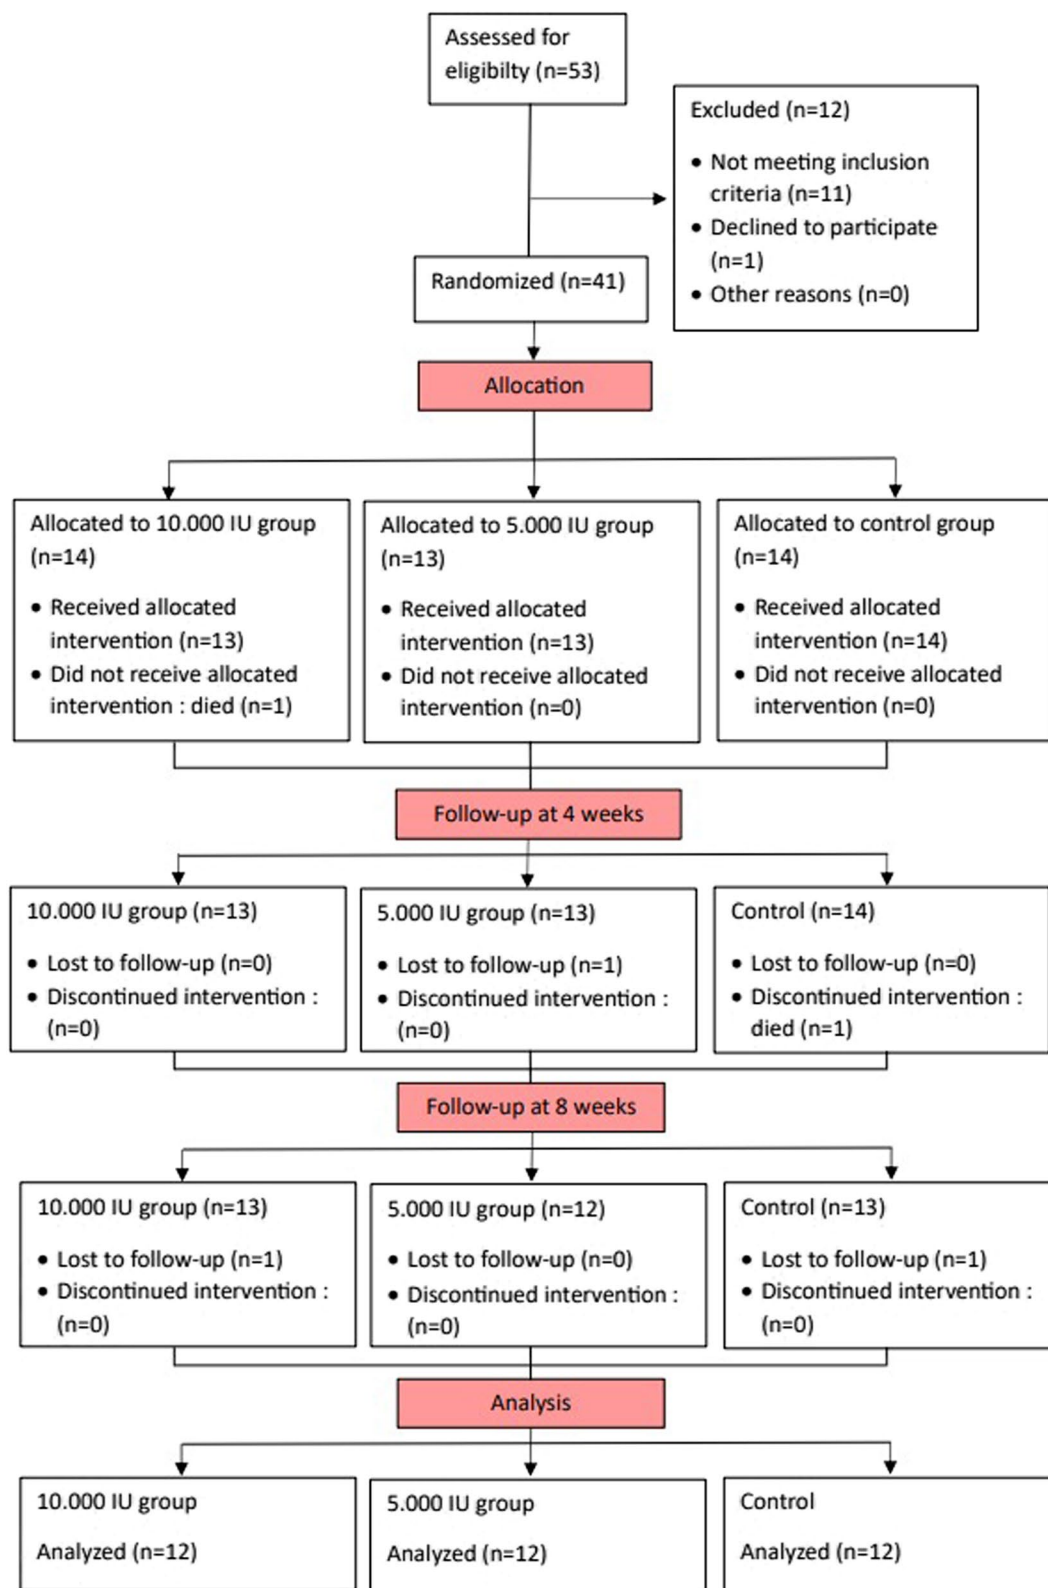 Assessed for
eligibilty (n=53)
Excluded (n=12)
• Not meeting inclusion
criteria (n=11)
• Declined to participate
(n=1)
• Other reasons (n=0)
Randomized (n=41)
Allocation
Allocated to 10.000 IU group
(n=14)
• Received allocated
intervention (n=13)
• Did not receive allocated
intervention : died (n=1)
Allocated to 5.000 IU group
(n=13)
• Received allocated
intervention (n=13)
• Did not receive allocated
intervention (n=0)
Allocated to control group
(n=14)
• Received allocated
intervention (n=14)
• Did not receive allocated
intervention (n=0)
Follow-up at 4 weeks
10.000 IU group (n=13)
• Lost to follow-up (n=0)
• Discontinued intervention :
(n=0)
5.000 IU group (n=13)
• Lost to follow-up (n=1)
• Discontinued intervention :
(n=0)
Control (n=14)
• Lost to follow-up (n=0)
• Discontinued intervention :
died (n=1)
Follow-up at 8 weeks
10.000 IU group (n=13)
• Lost to follow-up (n=1)
• Discontinued intervention :
(n=0)
5.000 IU group (n=12)
• Lost to follow-up (n=0)
• Discontinued intervention :
(n=0)
Control (n=13)
• Lost to follow-up (n=1)
• Discontinued intervention :
(n=0)
Analysis
10.000 IU group
Analyzed (n=12)
5.000 IU group
Analyzed (n=12)
Control
Analyzed (n=12)